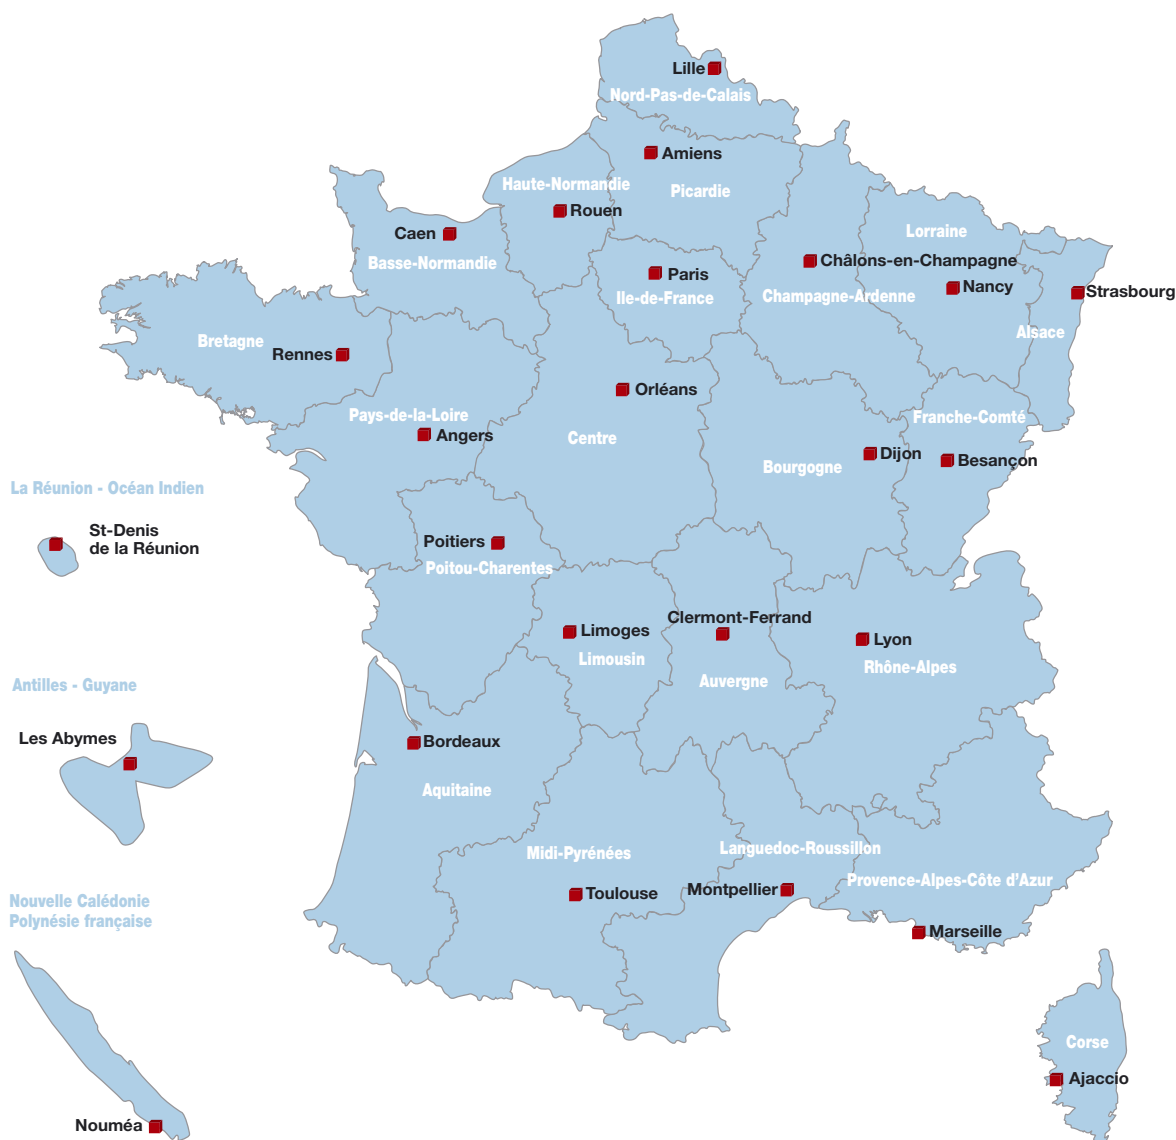 Lille
Nord-Pas-de-Calais
Amiens
Picardie
Haute-Normandie
Rouen
Caen
Basse-Normandie
Lorraine
Châlons-en-Champagne
Paris
Ile-de-France
Champagne-Ardenne
Nancy
Strasbourg
Alsace
Bretagne
Rennes
Orléans
Pays-de-la-Loire
Angers
Centre
Franche-Comté
Dijon
Besançon
Bourgogne
La Réunion - Océan Indien
St-Denis
de la Réunion
Poitiers
Poitou-Charentes
Clermont-Ferrand
Limoges
Limousin
Lyon
Rhône-Alpes
Auvergne
Antilles - Guyane
Les Abymes
Bordeaux
Aquitaine
Midi-Pyrénées
Languedoc-Roussillon
Provence-Alpes-Côte d'Azur
Toulouse
Montpellier
Marseille
Nouvelle Calédonie
Polynésie française
Corse
Ajaccio
Nouméa